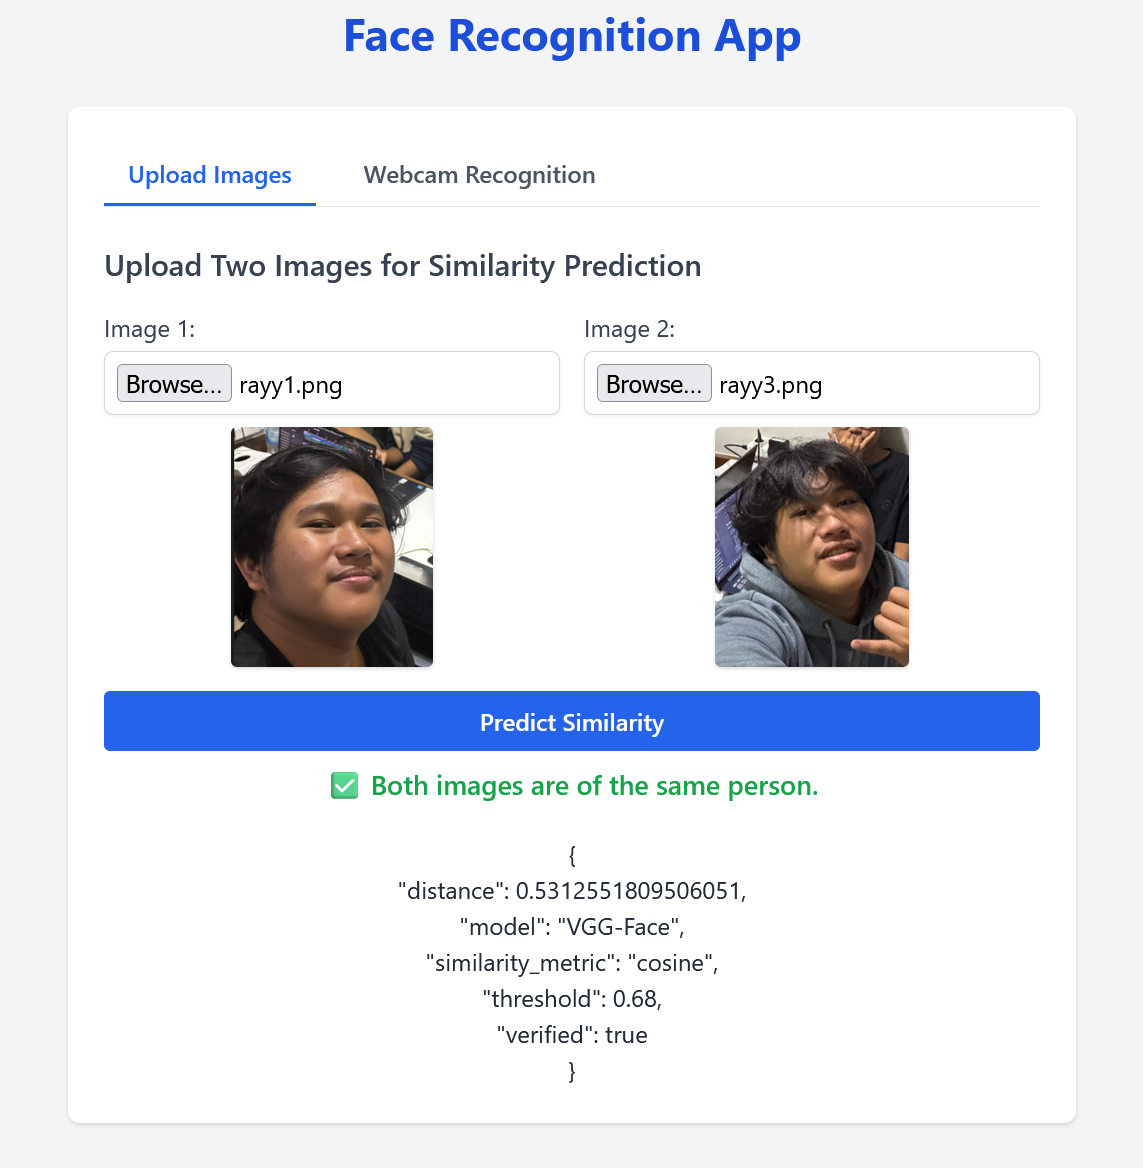 Face Recognition App
Upload Images
Webcam Recognition
Upload Two Images for Similarity Prediction
Image 1:
Browse... rayy1.png
Image 2:
Browse... rayy3.png
Predict Similarity
✅ Both images are of the same person.
{
"distance": 0.5312551809506051,
"model": "VGG-Face",
"similarity_metric": "cosine",
"threshold": 0.68,
"verified": true
}